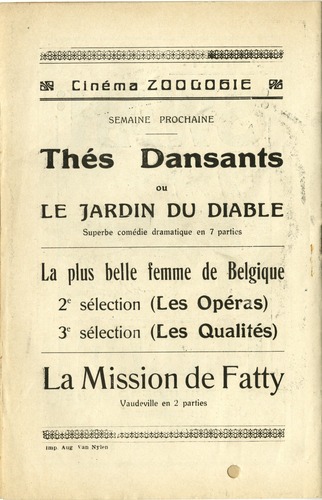 Cinéma ZOOLOGIE
SEMAINE PROCHAINE
Thés Dansants
ou
LE JARDIN DU DIABLE
Superbe comédie dramatique en 7 parties
La plus belle femme de Belgique
2e sélection (Les Opéras)
3e sélection (Les Qualités)
La Mission de Fatty
Vaudeville en 2 parties
Imp. Aug. Van Nylen